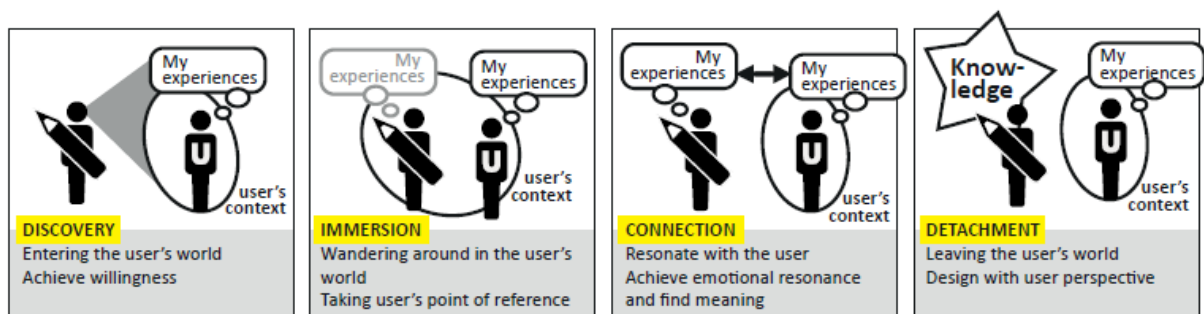 My
experiences
U
user's
context
DISCOVERY
Entering the user's world
Achieve willingness
My
experiences
My
experiences
U
user's
context
IMMERSION
Wandering around in the user's
world
Taking user's point of reference
My
experiences
My
experiences
U
user's
context
CONNECTION
Resonate with the user
Achieve emotional resonance
and find meaning
Know-
ledge
My
experiences
U
user's
context
DETACHMENT
Leaving the user's world
Design with user perspective